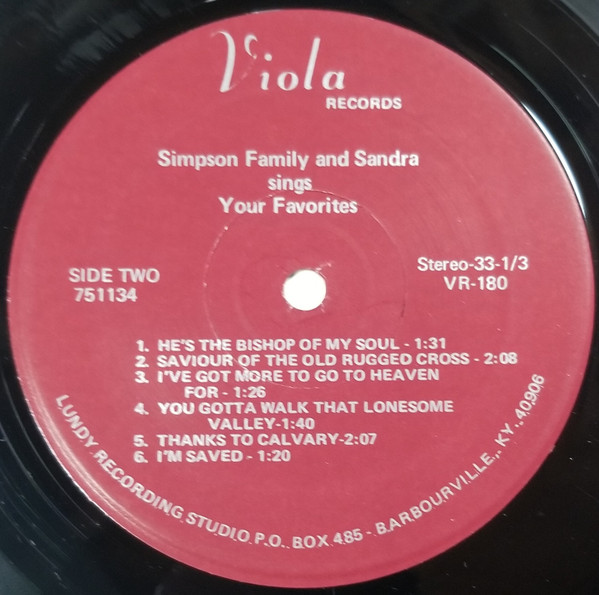 Viola
RECORDS
Simpson Family and Sandra
sings
Your Favorites
SIDE TWO
751134
Stereo-33-1/3
VR-180
1. HE'S THE BISHOP OF MY SOUL - 1:31
2. SAVIOUR OF THE OLD RUGGED CROSS - 2:08
3. I'VE GOT MORE TO GO TO HEAVEN
FOR - 1:26
4. YOU GOTTA WALK THAT LONESOME
VALLEY-1:40
5. THANKS TO CALVARY-2:07
6. I'M SAVED - 1:20
LUNDY RECORDING STUDIO P.O. BOX 485 - BARBOURVILLE, KY. 40906